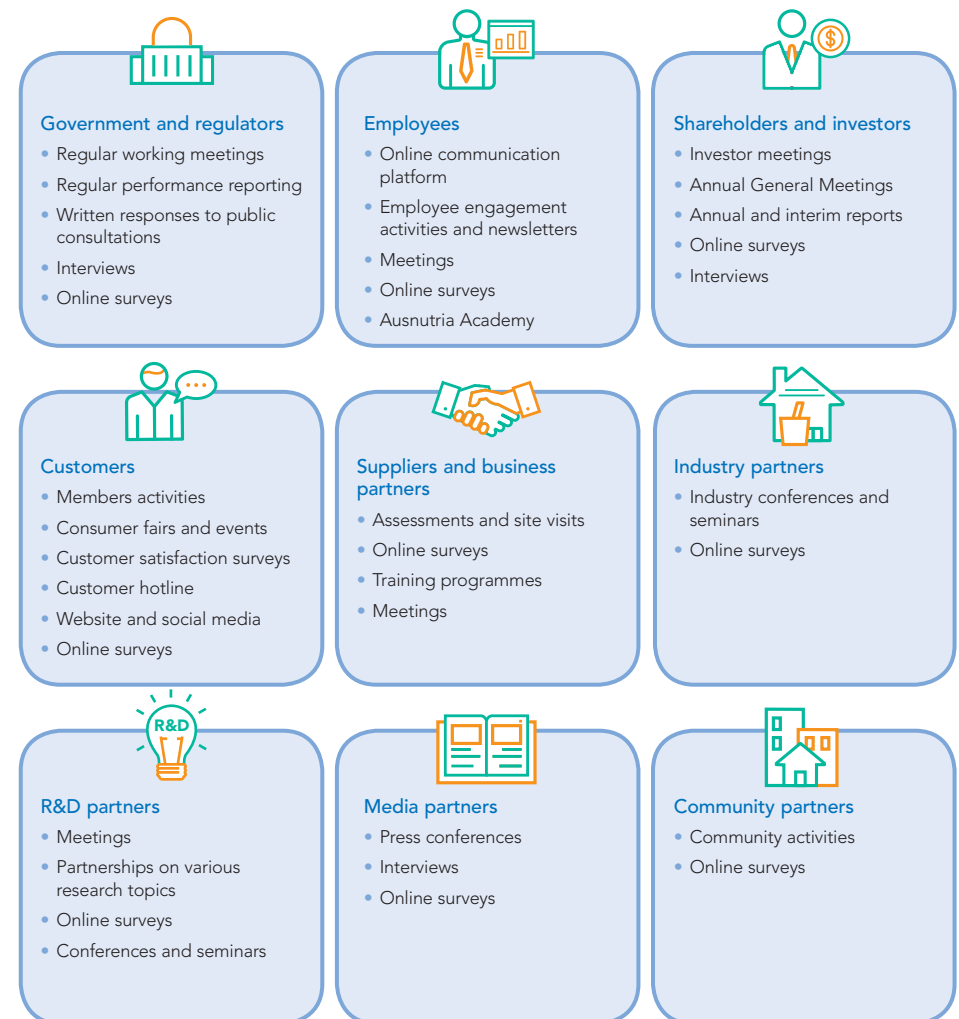 Government and regulators
• Regular working meetings
• Regular performance reporting
• Written responses to public
consultations
• Interviews
• Online surveys
Employees
• Online communication
platform
• Employee engagement
activities and newsletters
• Meetings
• Online surveys
• Ausnutria Academy
$
Shareholders and investors
• Investor meetings
• Annual General Meetings
• Annual and interim reports
• Online surveys
• Interviews
Customers
• Members activities
• Consumer fairs and events
• Customer satisfaction surveys
• Customer hotline
• Website and social media
• Online surveys
Suppliers and business
partners
• Assessments and site visits
• Online surveys
• Training programmes
• Meetings
Industry partners
• Industry conferences and
seminars
• Online surveys
R&D
R&D partners
• Meetings
• Partnerships on various
research topics
• Online surveys
• Conferences and seminars
Media partners
• Press conferences
• Interviews
• Online surveys
Community partners
• Community activities
• Online surveys